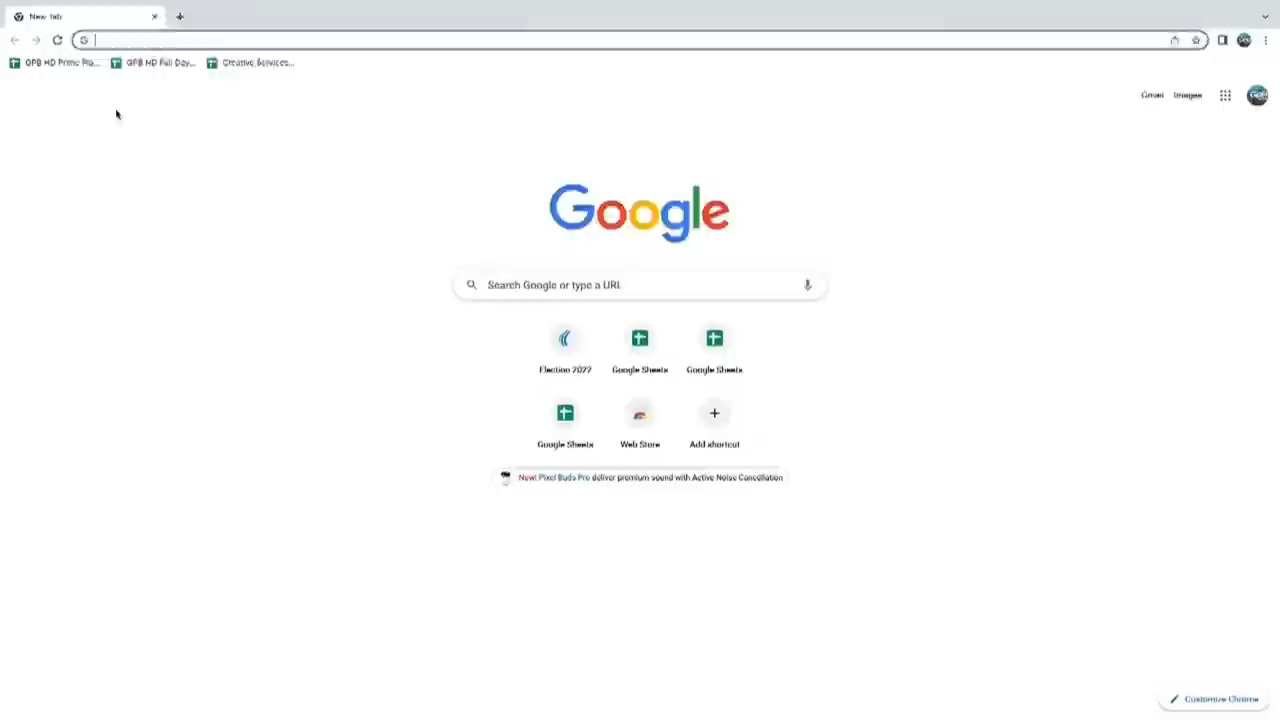 New Tab
GPB HD Prime Pro...
GPB HD Full Day...
Creative Services...
Gmail Images
Google
Search Google or type a URL
Election 2022 Google Sheets Google Sheets
Google Sheets Web Store Add shortcut
New! Pixel Buds Pro deliver premium sound with Active Noise Cancellation
Customize Chrome